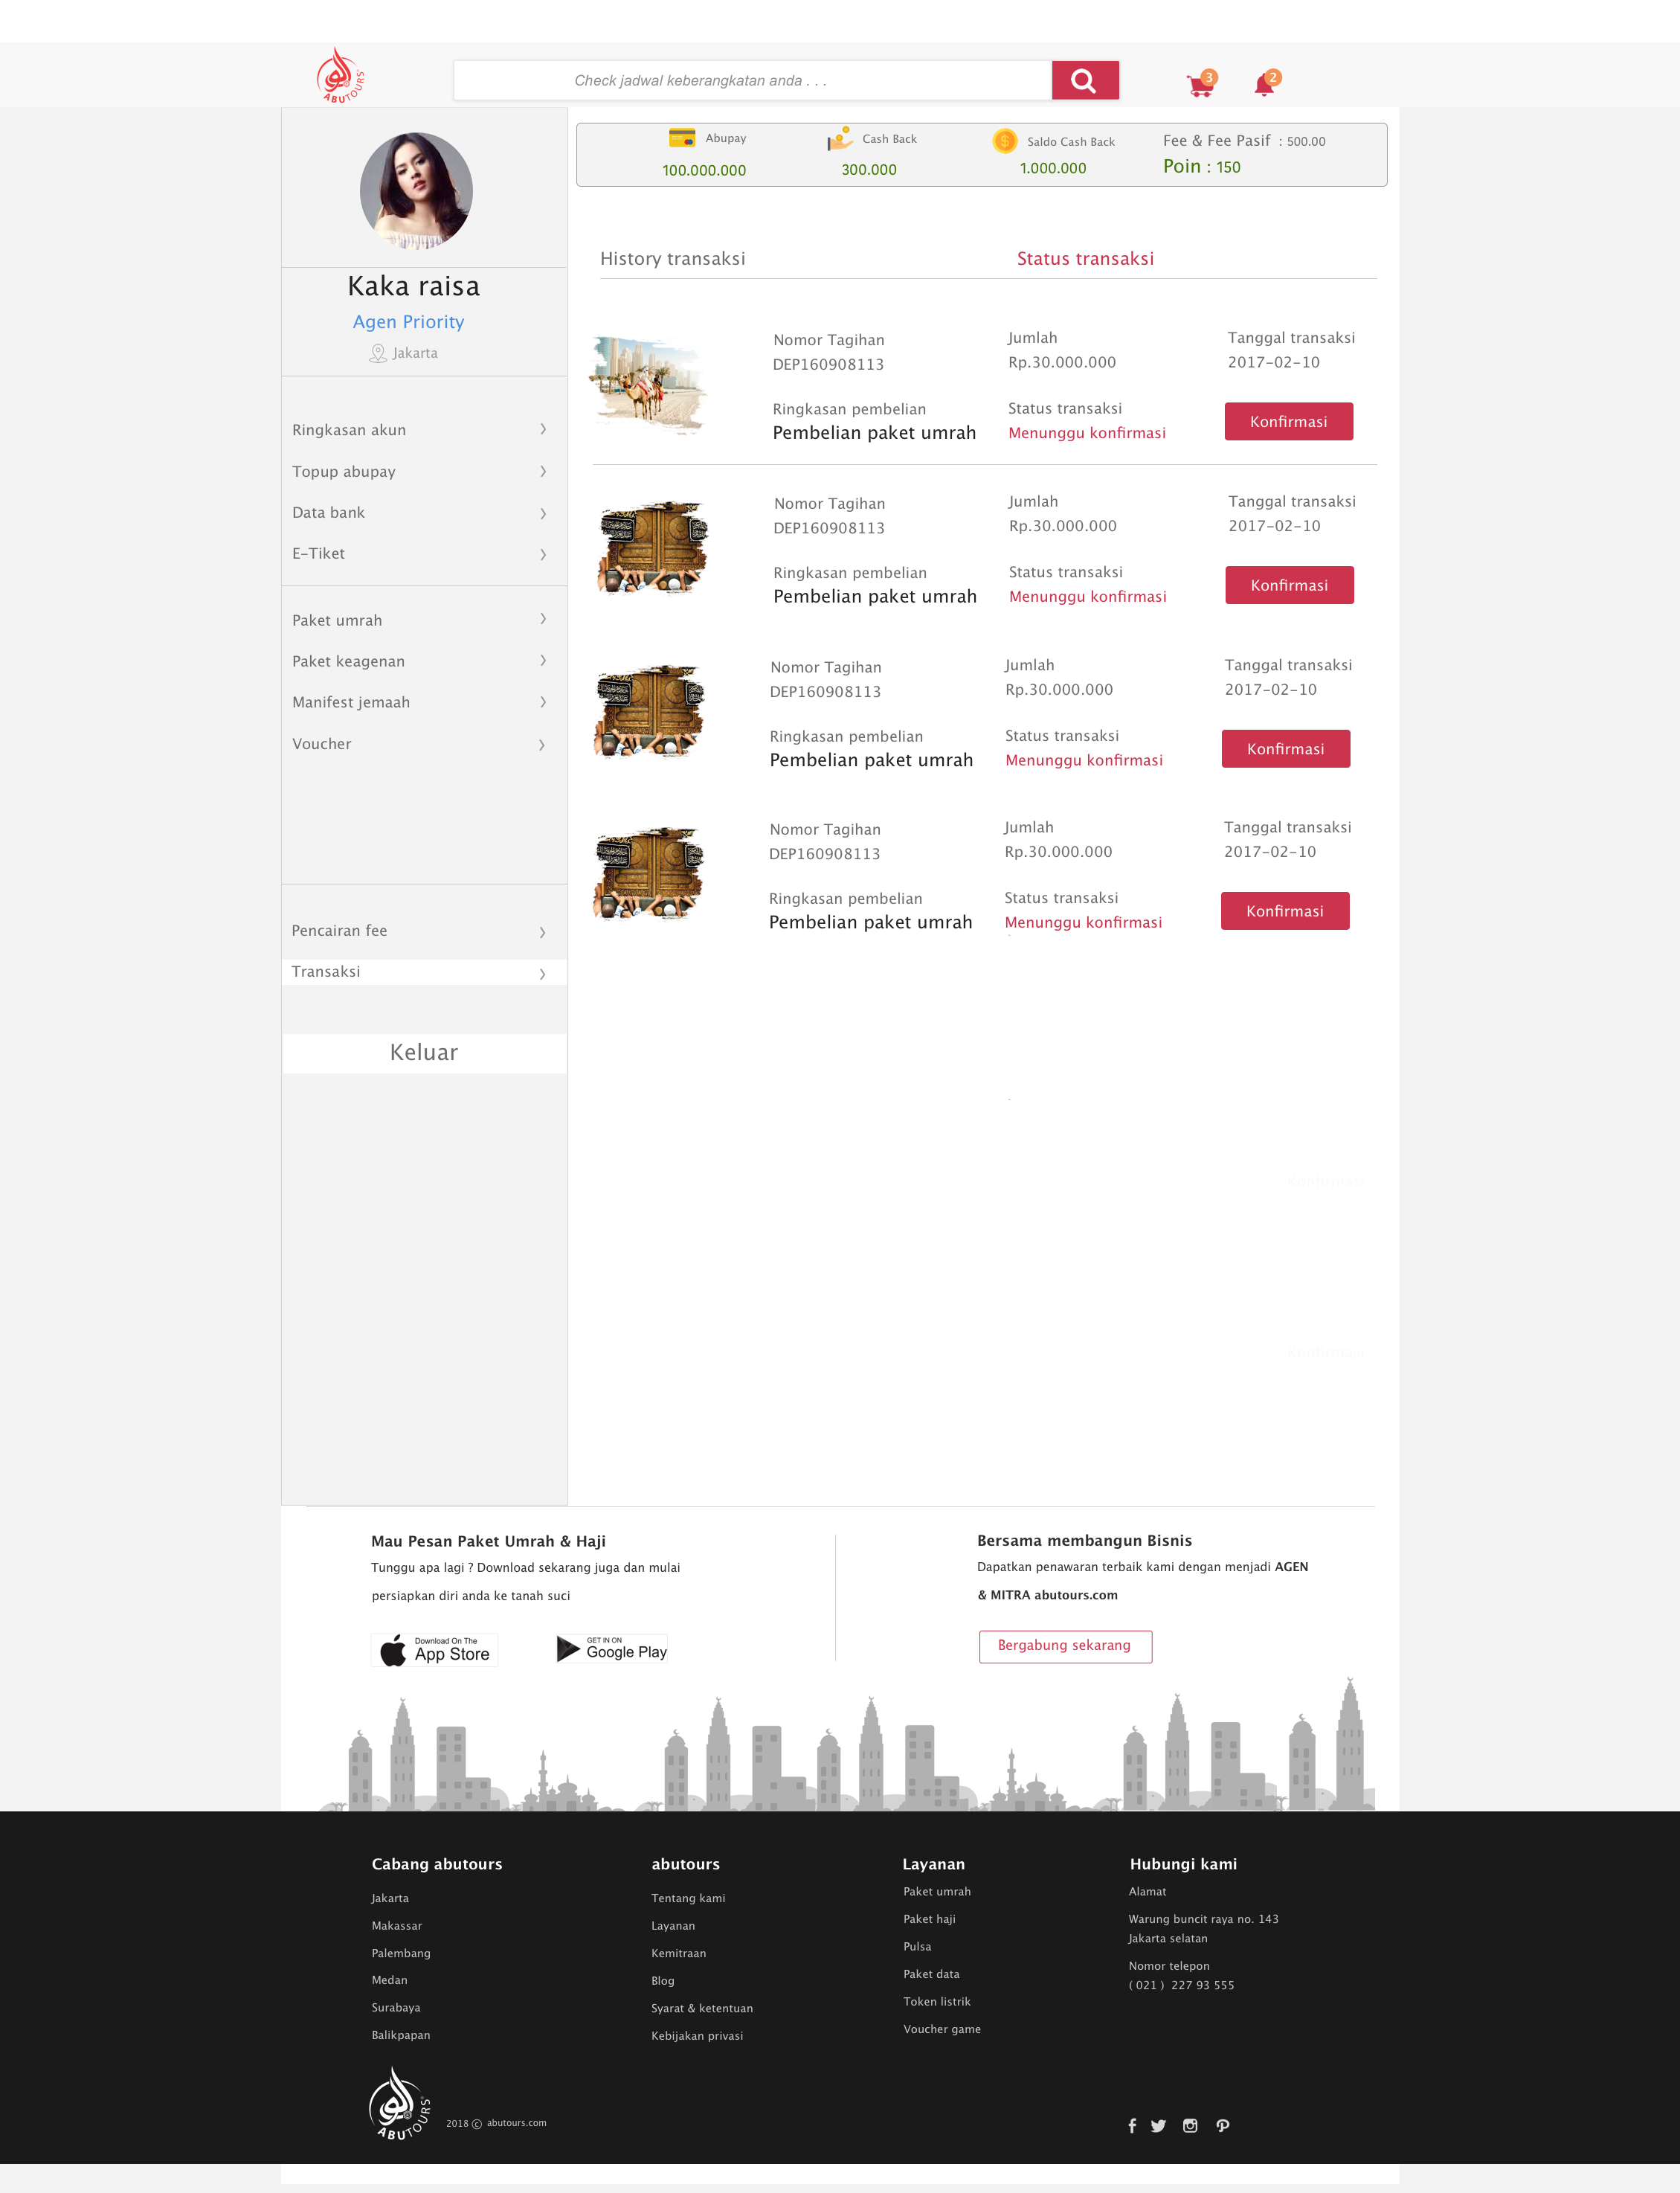 ABUTOURS
Check jadwal keberangkatan anda . . .
3
2
Kaka raisa
Agen Priority
Jakarta
Ringkasan akun
Topup abupay
Data bank
E-Tiket
Paket umrah
Paket keagenan
Manifest jemaah
Voucher
Pencairan fee
Transaksi
Keluar
Abupay
100.000.000
Cash Back
300.000
Saldo Cash Back
1.000.000
Fee & Fee Pasif : 500.00
Poin : 150
History transaksi
Status transaksi
Nomor Tagihan
DEP160908113
Jumlah
Rp.30.000.000
Tanggal transaksi
2017-02-10
Ringkasan pembelian
Pembelian paket umrah
Status transaksi
Menunggu konfirmasi
Konfirmasi
Nomor Tagihan
DEP160908113
Jumlah
Rp.30.000.000
Tanggal transaksi
2017-02-10
Ringkasan pembelian
Pembelian paket umrah
Status transaksi
Menunggu konfirmasi
Konfirmasi
Nomor Tagihan
DEP160908113
Jumlah
Rp.30.000.000
Tanggal transaksi
2017-02-10
Ringkasan pembelian
Pembelian paket umrah
Status transaksi
Menunggu konfirmasi
Konfirmasi
Nomor Tagihan
DEP160908113
Jumlah
Rp.30.000.000
Tanggal transaksi
2017-02-10
Ringkasan pembelian
Pembelian paket umrah
Status transaksi
Menunggu konfirmasi
Konfirmasi
Konfirmasi
Konfirmasi
Mau Pesan Paket Umrah & Haji
Tunggu apa lagi ? Download sekarang juga dan mulai
persiapkan diri anda ke tanah suci
Download On The
App Store
GET IN ON
Google Play
Bersama membangun Bisnis
Dapatkan penawaran terbaik kami dengan menjadi AGEN
& MITRA abutours.com
Bergabung sekarang
Cabang abutours
Jakarta
Makassar
Palembang
Medan
Surabaya
Balikpapan
abutours
Tentang kami
Layanan
Kemitraan
Blog
Syarat & ketentuan
Kebijakan privasi
Layanan
Paket umrah
Paket haji
Pulsa
Paket data
Token listrik
Voucher game
Hubungi kami
Alamat
Warung buncit raya no. 143
Jakarta selatan
Nomor telepon
( 021 ) 227 93 555
ABUTOURS
2018 © abutours.com